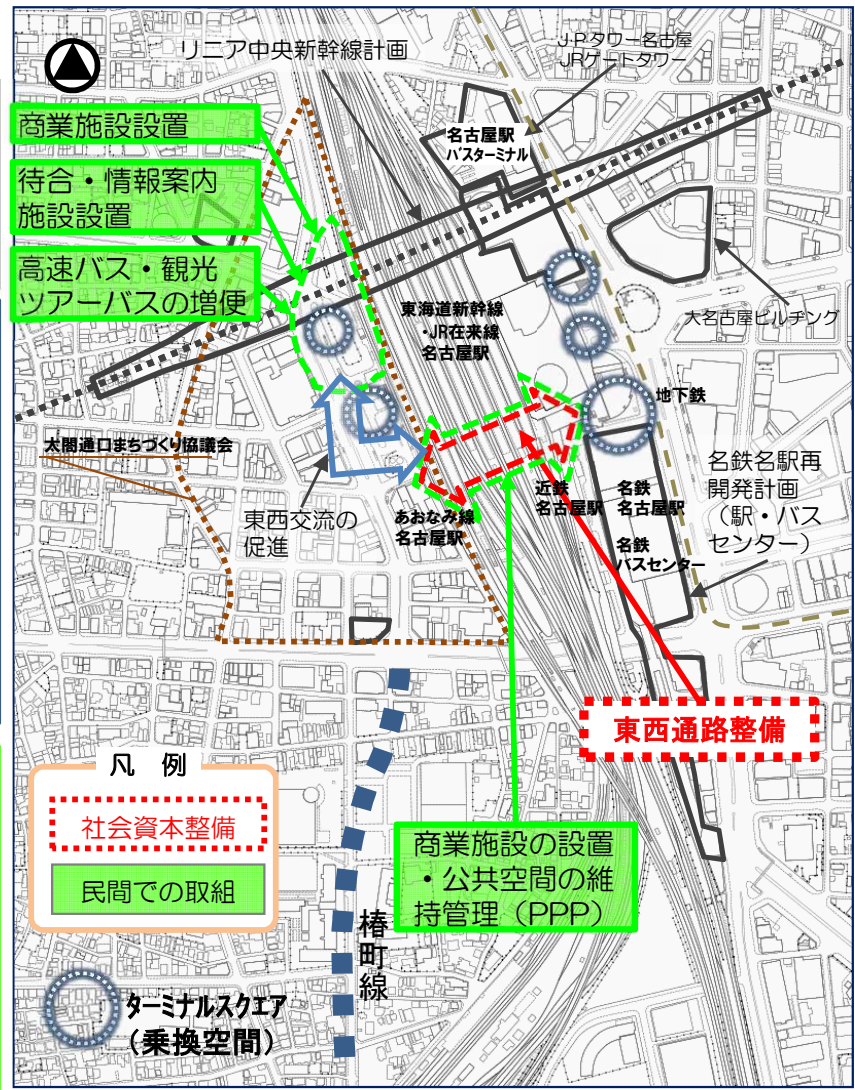 リニア中央新幹線計画
JPタワー名古屋
JRゲートタワー
商業施設設置
名古屋駅
バスターミナル
待合・情報案内
施設設置
高速バス・観光
ツアーバスの増便
東海道新幹線
・JR在来線
名古屋駅
大名古屋ビルヂング
地下鉄
太閤通口まちづくり協議会
名鉄名駅再
開発計画
（駅・バス
センター）
近鉄
名古屋駅
名鉄
名古屋駅
名鉄
バスセンター
東西交流の
促進
あおなみ線
名古屋駅
東西通路整備
凡　例
社会資本整備
民間での取組
商業施設の設置
・公共空間の維
持管理（PPP）
椿町線
ターミナルスクエア
（乗換空間）